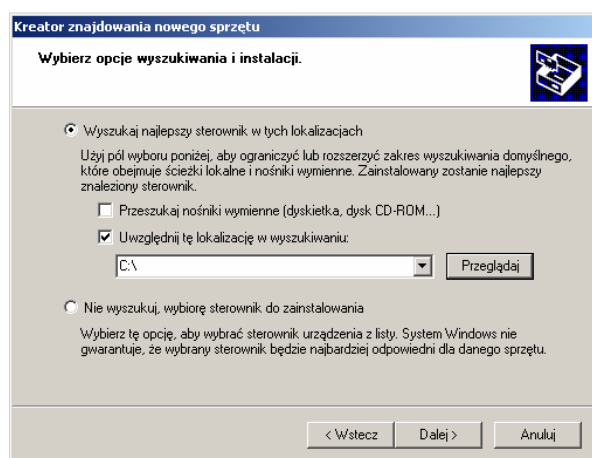 Kreator znajdowania nowego sprzętu
Wybierz opcje wyszukiwania i instalacji.
Wyszukaj najlepszy sterownik w tych lokalizacjach
Użyj pól wyboru poniżej, aby ograniczyć lub rozszerzyć zakres wyszukiwania domyślnego,
które obejmuje ścieżki lokalne i nośniki wymienne. Zainstalowany zostanie najlepszy
znaleziony sterownik.
Przeszukaj nośniki wymienne (dyskietka, dysk CD-ROM...)
Uwzględnij tę lokalizację w wyszukiwaniu:
C:\ Przeglądaj
Nie wyszukuj, wybiorę sterownik do zainstalowania
Wybierz tę opcję, aby wybrać sterownik urządzenia z listy. System Windows nie
gwarantuje, że wybrany sterownik będzie najbardziej odpowiedni dla danego sprzętu.
< Wstecz Dalej > Anuluj